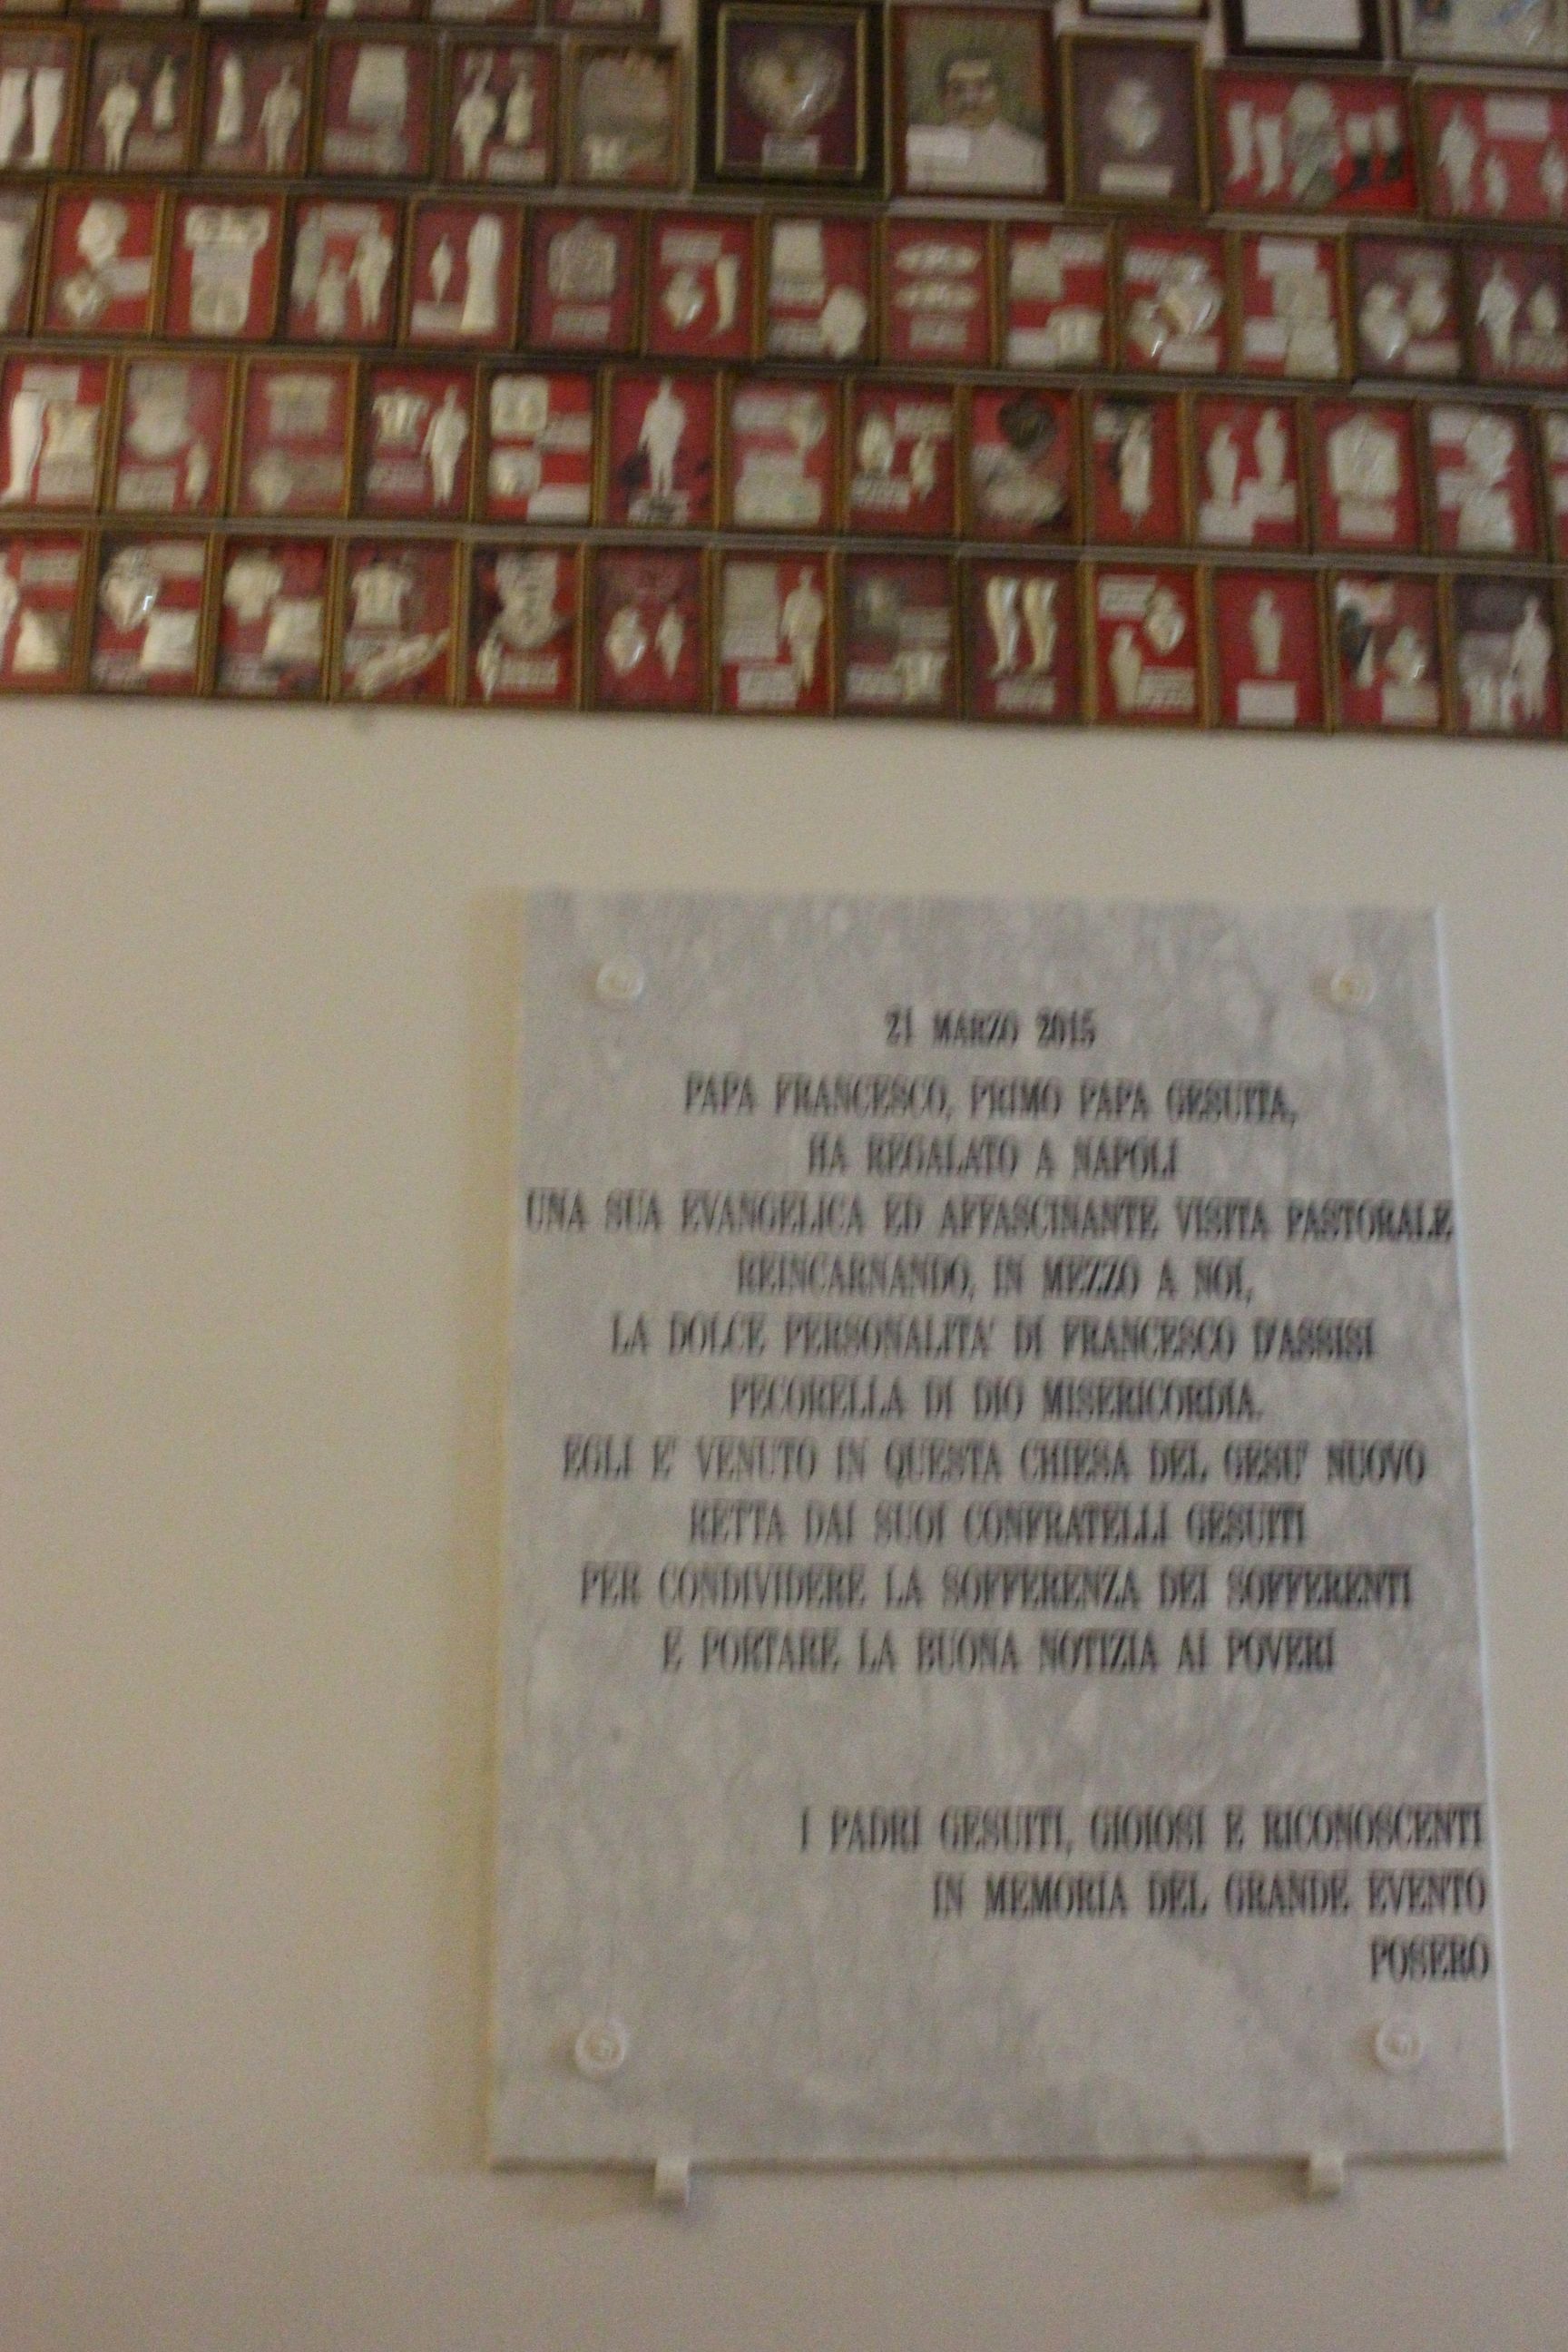 21 MARZO 2015
PAPA FRANCESCO, PRIMO PAPA GESUITA,
HA REGALATO A NAPOLI
UNA SUA EVANGELICA ED AFFASCINANTE VISITA PASTORALE
REINCARNANDO, IN MEZZO A NOI,
LA DOLCE PERSONALITA' DI FRANCESCO D'ASSISI
PECORELLA DI DIO MISERICORDIA.
EGLI E' VENUTO IN QUESTA CHIESA DEL GESU' NUOVO
RETTA DAI SUOI CONFRATELLI GESUITI
PER CONDIVIDERE LA SOFFERENZA DEI SOFFERENTI
E PORTARE LA BUONA NOTIZIA AI POVERI
I PADRI GESUITI, GIOIOSI E RICONOSCENTI
IN MEMORIA DEL GRANDE EVENTO
POSERO